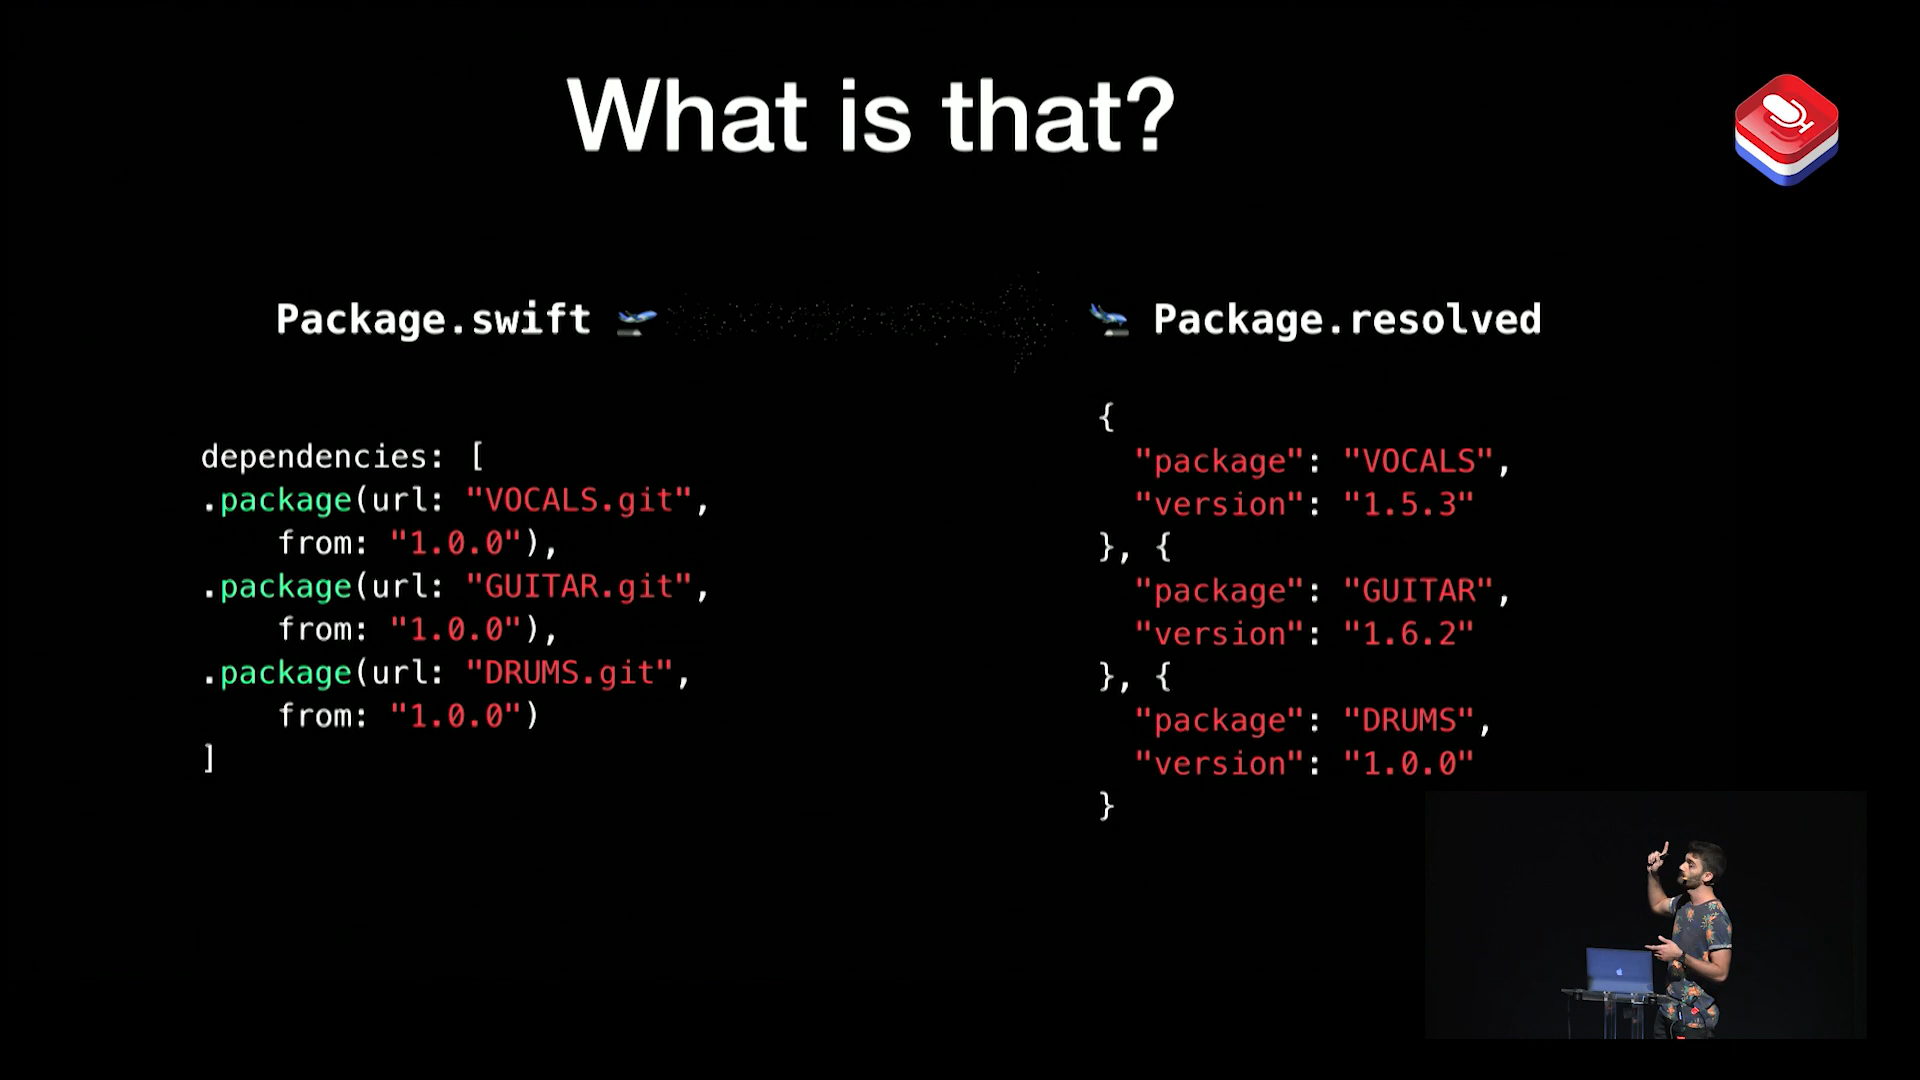 What is that?
Package.swift
dependencies: [
.package(url: "VOCALS.git",
from: "1.0.0"),
.package(url: "GUITAR.git",
from: "1.0.0"),
.package(url: "DRUMS.git",
from: "1.0.0")
]
Package.resolved
{
"package": "VOCALS",
"version": "1.5.3"
}, {
"package": "GUITAR",
"version": "1.6.2"
}, {
"package": "DRUMS",
"version": "1.0.0"
}